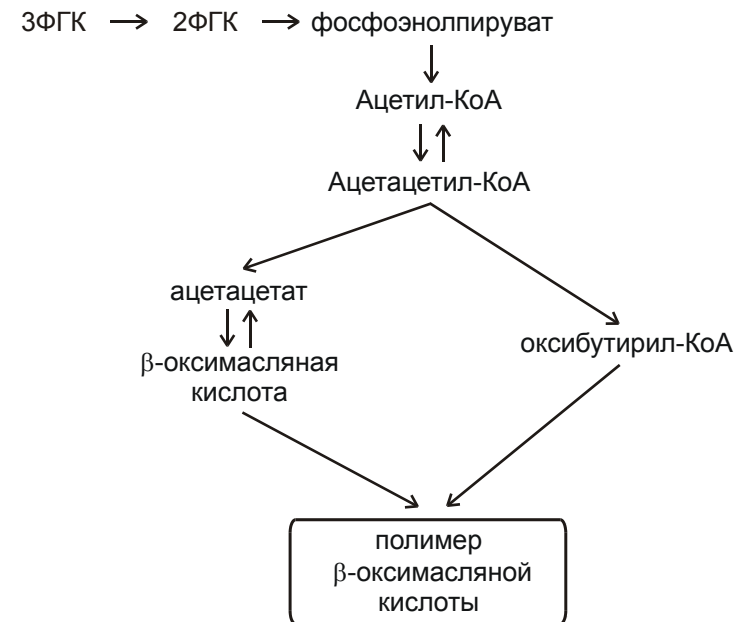 3ФГК → 2ФГК → фосфоэнолпируват
Ацетил-КоА
Ацетацетил-КоА
ацетацетат
оксибутирил-КоА
β-оксимасляная
кислота
полимер
β-оксимасляной
кислоты